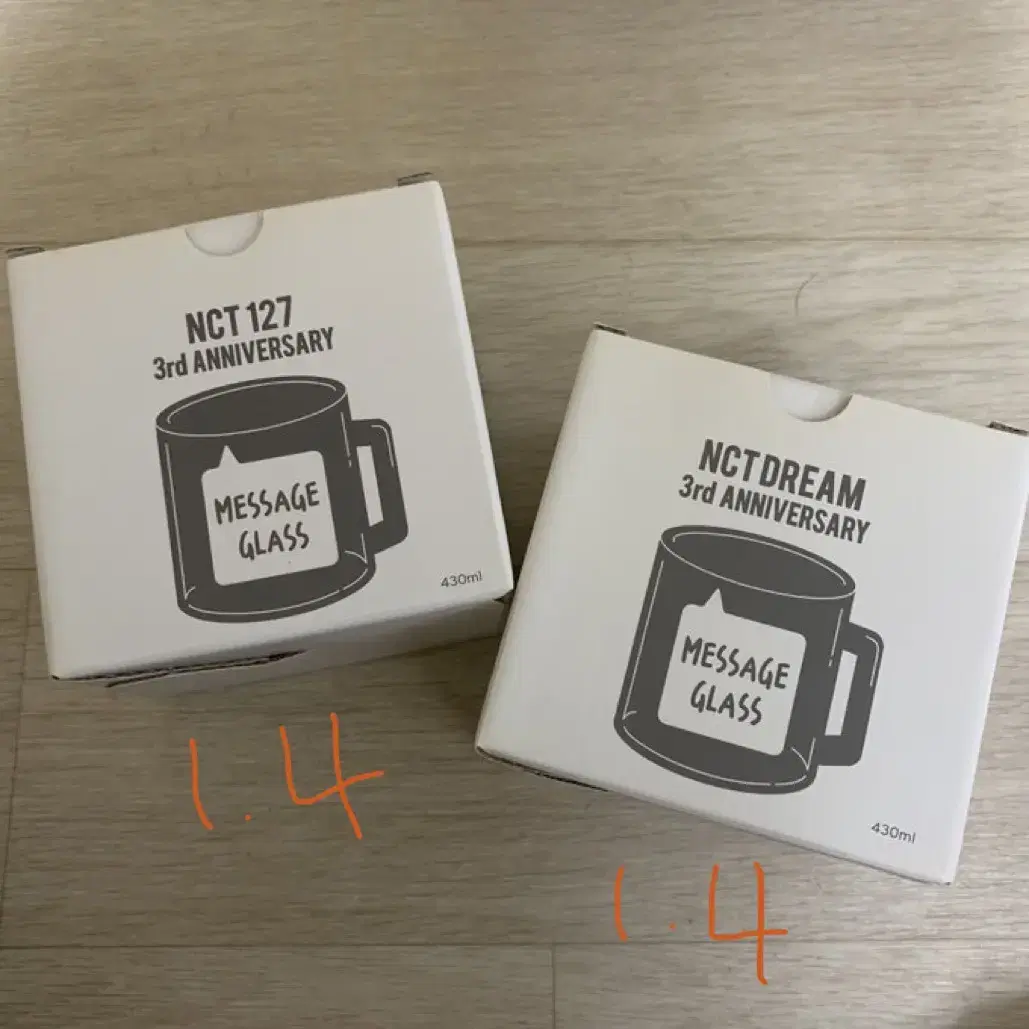 NCT 127
3rd ANNIVERSARY
MESSAGE
GLASS
430ml
1.4
NCT DREAM
3rd ANNIVERSARY
MESSAGE
GLASS
430ml
1.4